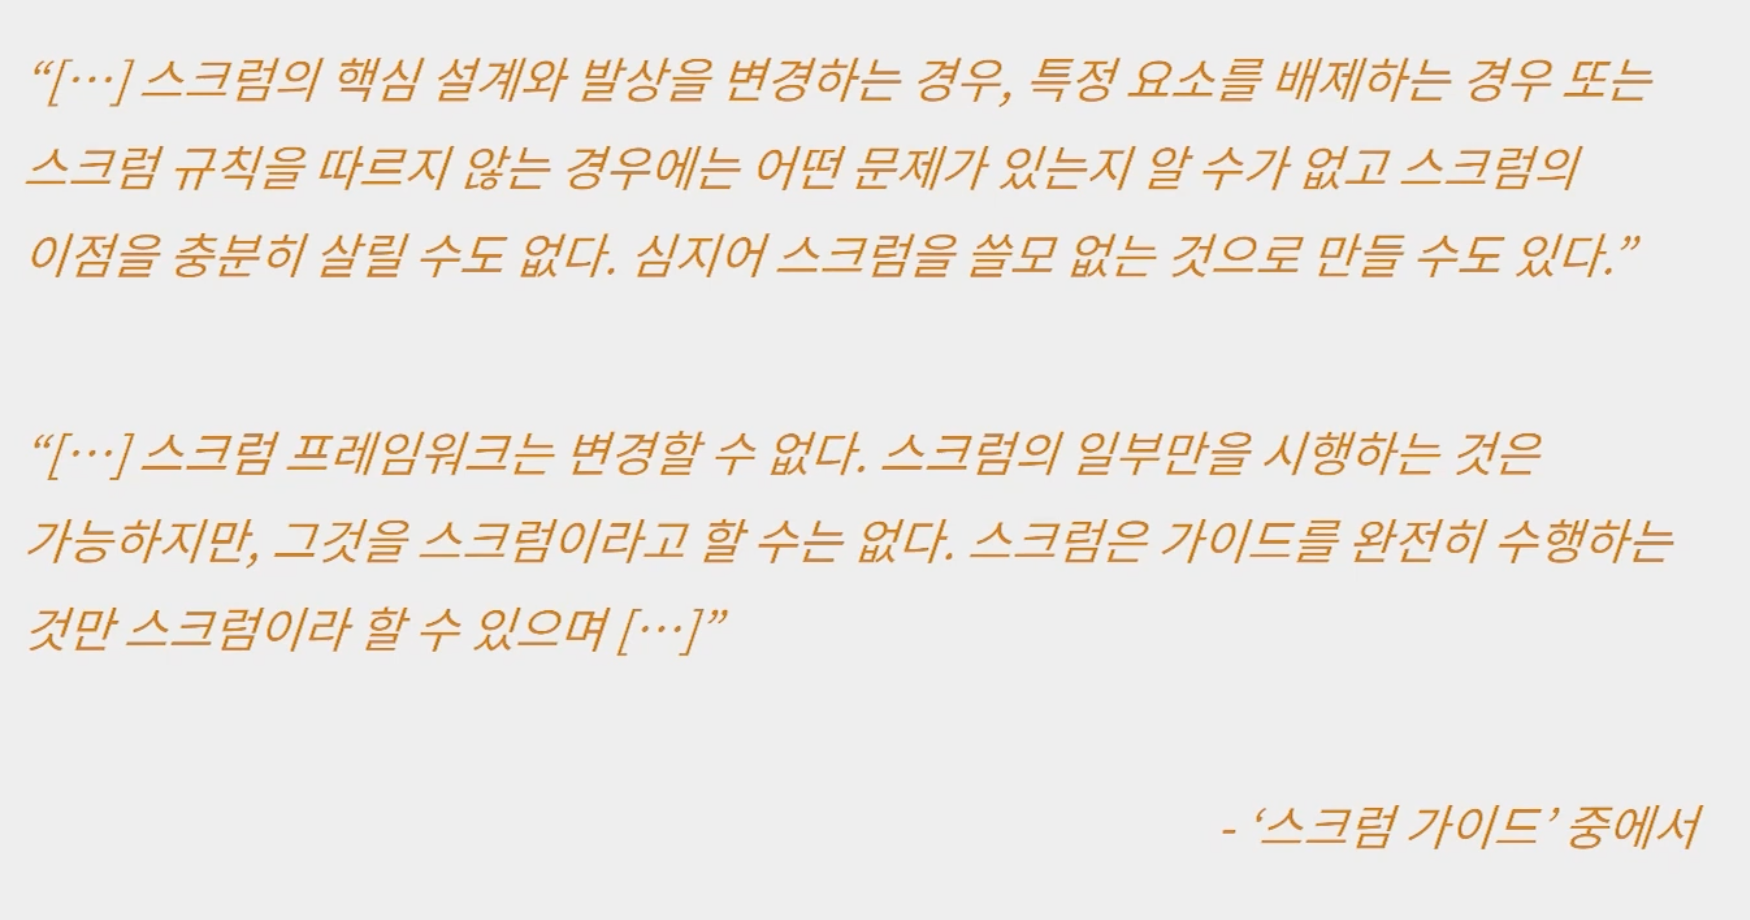 “[…] 스크럼의 핵심 설계와 발상을 변경하는 경우, 특정 요소를 배제하는 경우 또는
스크럼 규칙을 따르지 않는 경우에는 어떤 문제가 있는지 알 수가 없고 스크럼의
이점을 충분히 살릴 수도 없다. 심지어 스크럼을 쓸모 없는 것으로 만들 수도 있다.”
“[…] 스크럼 프레임워크는 변경할 수 없다. 스크럼의 일부만을 시행하는 것은
가능하지만, 그것을 스크럼이라고 할 수는 없다. 스크럼은 가이드를 완전히 수행하는
것만 스크럼이라 할 수 있으며 […]”
- ‘스크럼 가이드’ 중에서